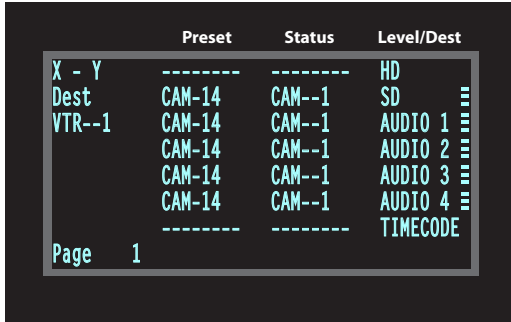 Preset Status Level/Dest
X - Y -------- -------- HD
Dest CAM-14 CAM--1 SD
VTR--1 CAM-14 CAM--1 AUDIO 1
CAM-14 CAM--1 AUDIO 2
CAM-14 CAM--1 AUDIO 3
CAM-14 CAM--1 AUDIO 4
-------- -------- TIMECODE
Page 1